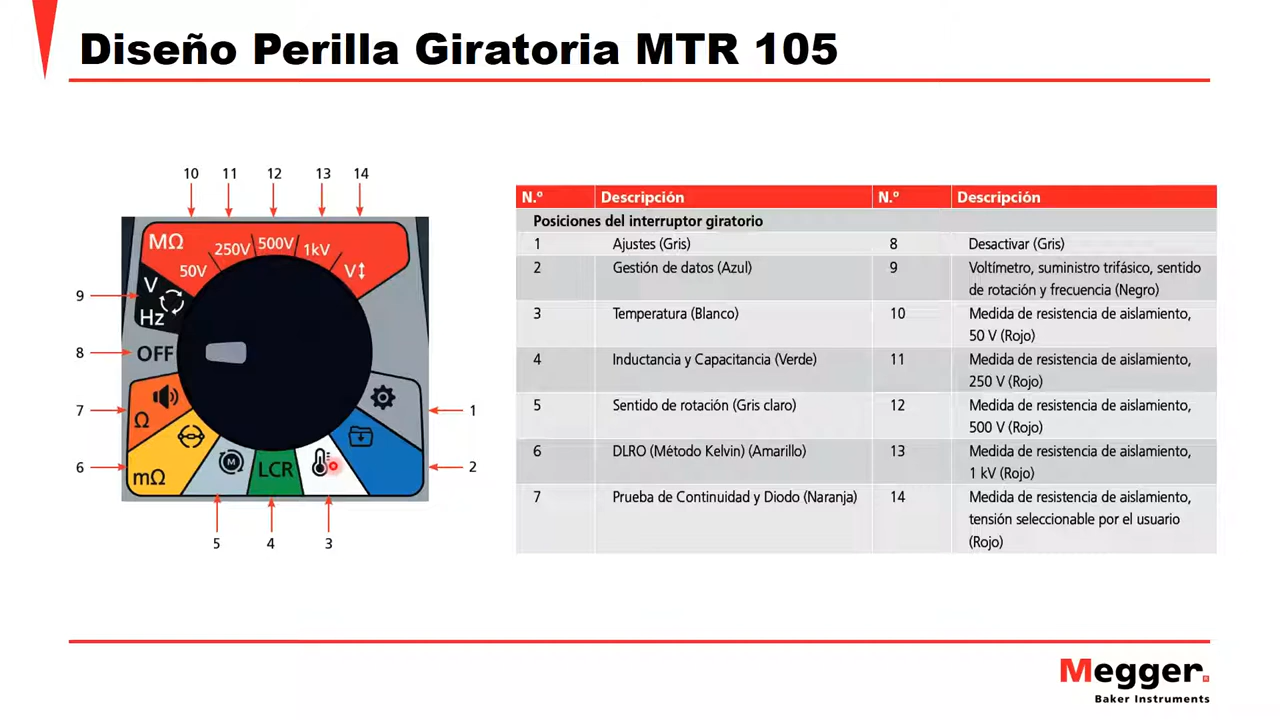 Diseño Perilla Giratoria MTR 105
10 11 12 13 14
MΩ
50V
250V
500V
1kV
V↕
V
Hz
OFF
Ω
mΩ
M
LCR
9
8
7
6
5
4
3
1
2
N.º Descripción N.º Descripción
Posiciones del interruptor giratorio
1 Ajustes (Gris) 8 Desactivar (Gris)
2 Gestión de datos (Azul) 9 Voltímetro, suministro trifásico, sentido
de rotación y frecuencia (Negro)
3 Temperatura (Blanco) 10 Medida de resistencia de aislamiento,
50 V (Rojo)
4 Inductancia y Capacitancia (Verde) 11 Medida de resistencia de aislamiento,
250 V (Rojo)
5 Sentido de rotación (Gris claro) 12 Medida de resistencia de aislamiento,
500 V (Rojo)
6 DLRO (Método Kelvin) (Amarillo) 13 Medida de resistencia de aislamiento,
1 kV (Rojo)
7 Prueba de Continuidad y Diodo (Naranja) 14 Medida de resistencia de aislamiento,
tensión seleccionable por el usuario
(Rojo)
Megger®
Baker Instruments